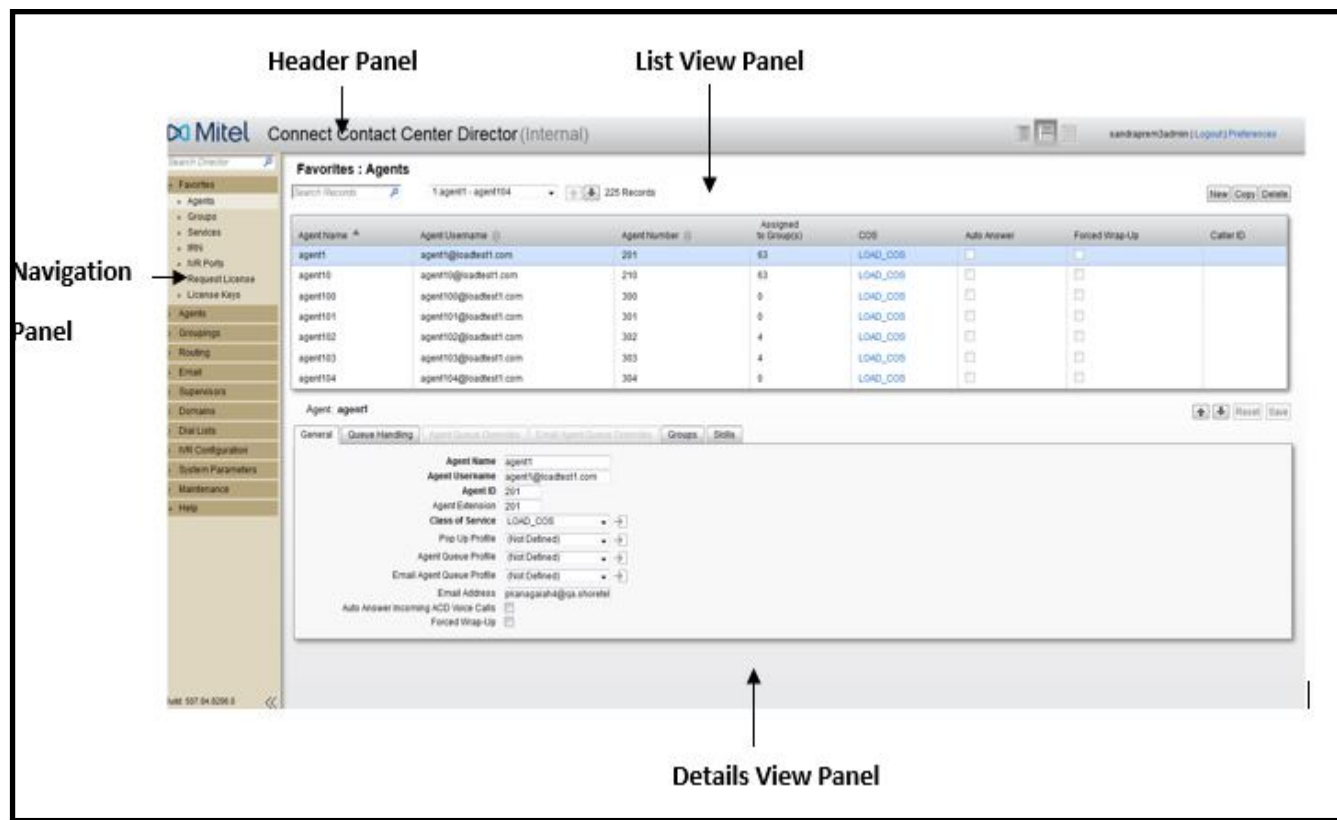 Header Panel
List View Panel
Mitel Connect Contact Center Director (Internal)
sandraprem3admin | Logout | Preferences
Search Director
Favorites
Agents
Groups
Services
IRN
IVR Ports
Request License
License Keys
Agents
Groupings
Routing
Email
Supervisors
Domains
Dial Lists
IVR Configuration
System Parameters
Maintenance
Help
Navigation
Panel
Favorites : Agents
Search Records
1 agent1 - agent104
225 Records
New Copy Delete
Agent Name Agent Username Agent Number Assigned to Group(s) COS Auto Answer Forced Wrap-Up Caller ID
agent1 agent1@loadtest1.com 201 63 LOAD_COS
agent10 agent10@loadtest1.com 210 63 LOAD_COS
agent100 agent100@loadtest1.com 300 0 LOAD_COS
agent101 agent101@loadtest1.com 301 0 LOAD_COS
agent102 agent102@loadtest1.com 302 4 LOAD_COS
agent103 agent103@loadtest1.com 303 4 LOAD_COS
agent104 agent104@loadtest1.com 304 0 LOAD_COS
Agent: agent1
Reset Save
General Queue Handling Agent Queue Overrides Email Agent Queue Overrides Groups Skills
Agent Name agent1
Agent Username agent1@loadtest1.com
Agent ID 201
Agent Extension 201
Class of Service LOAD_COS
Pop Up Profile (Not Defined)
Agent Queue Profile (Not Defined)
Email Agent Queue Profile (Not Defined)
Email Address
Auto Answer Incoming ACD Voice Calls
Forced Wrap-Up
Details View Panel